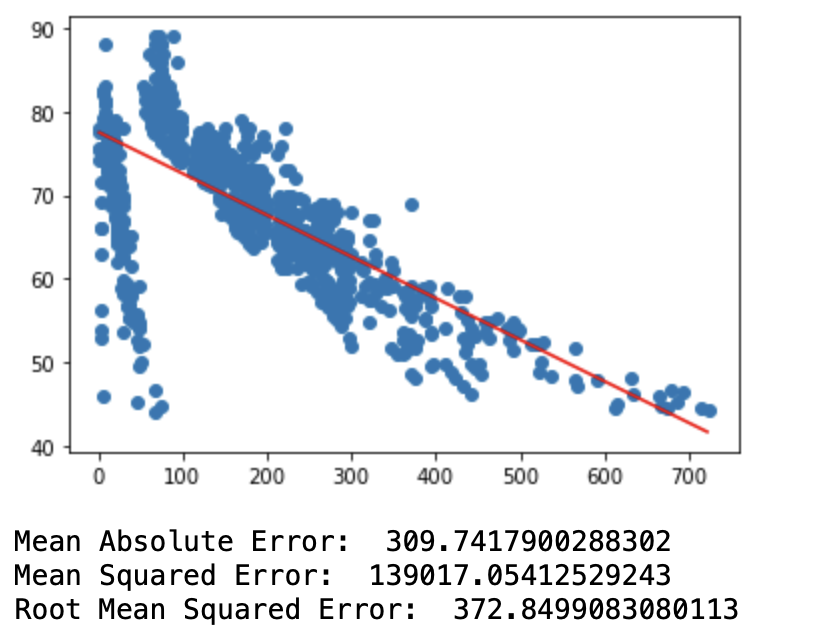 90
80
70
60
50
40
0 100 200 300 400 500 600 700
Mean Absolute Error: 309.7417900288302
Mean Squared Error: 139017.05412529243
Root Mean Squared Error: 372.8499083080113